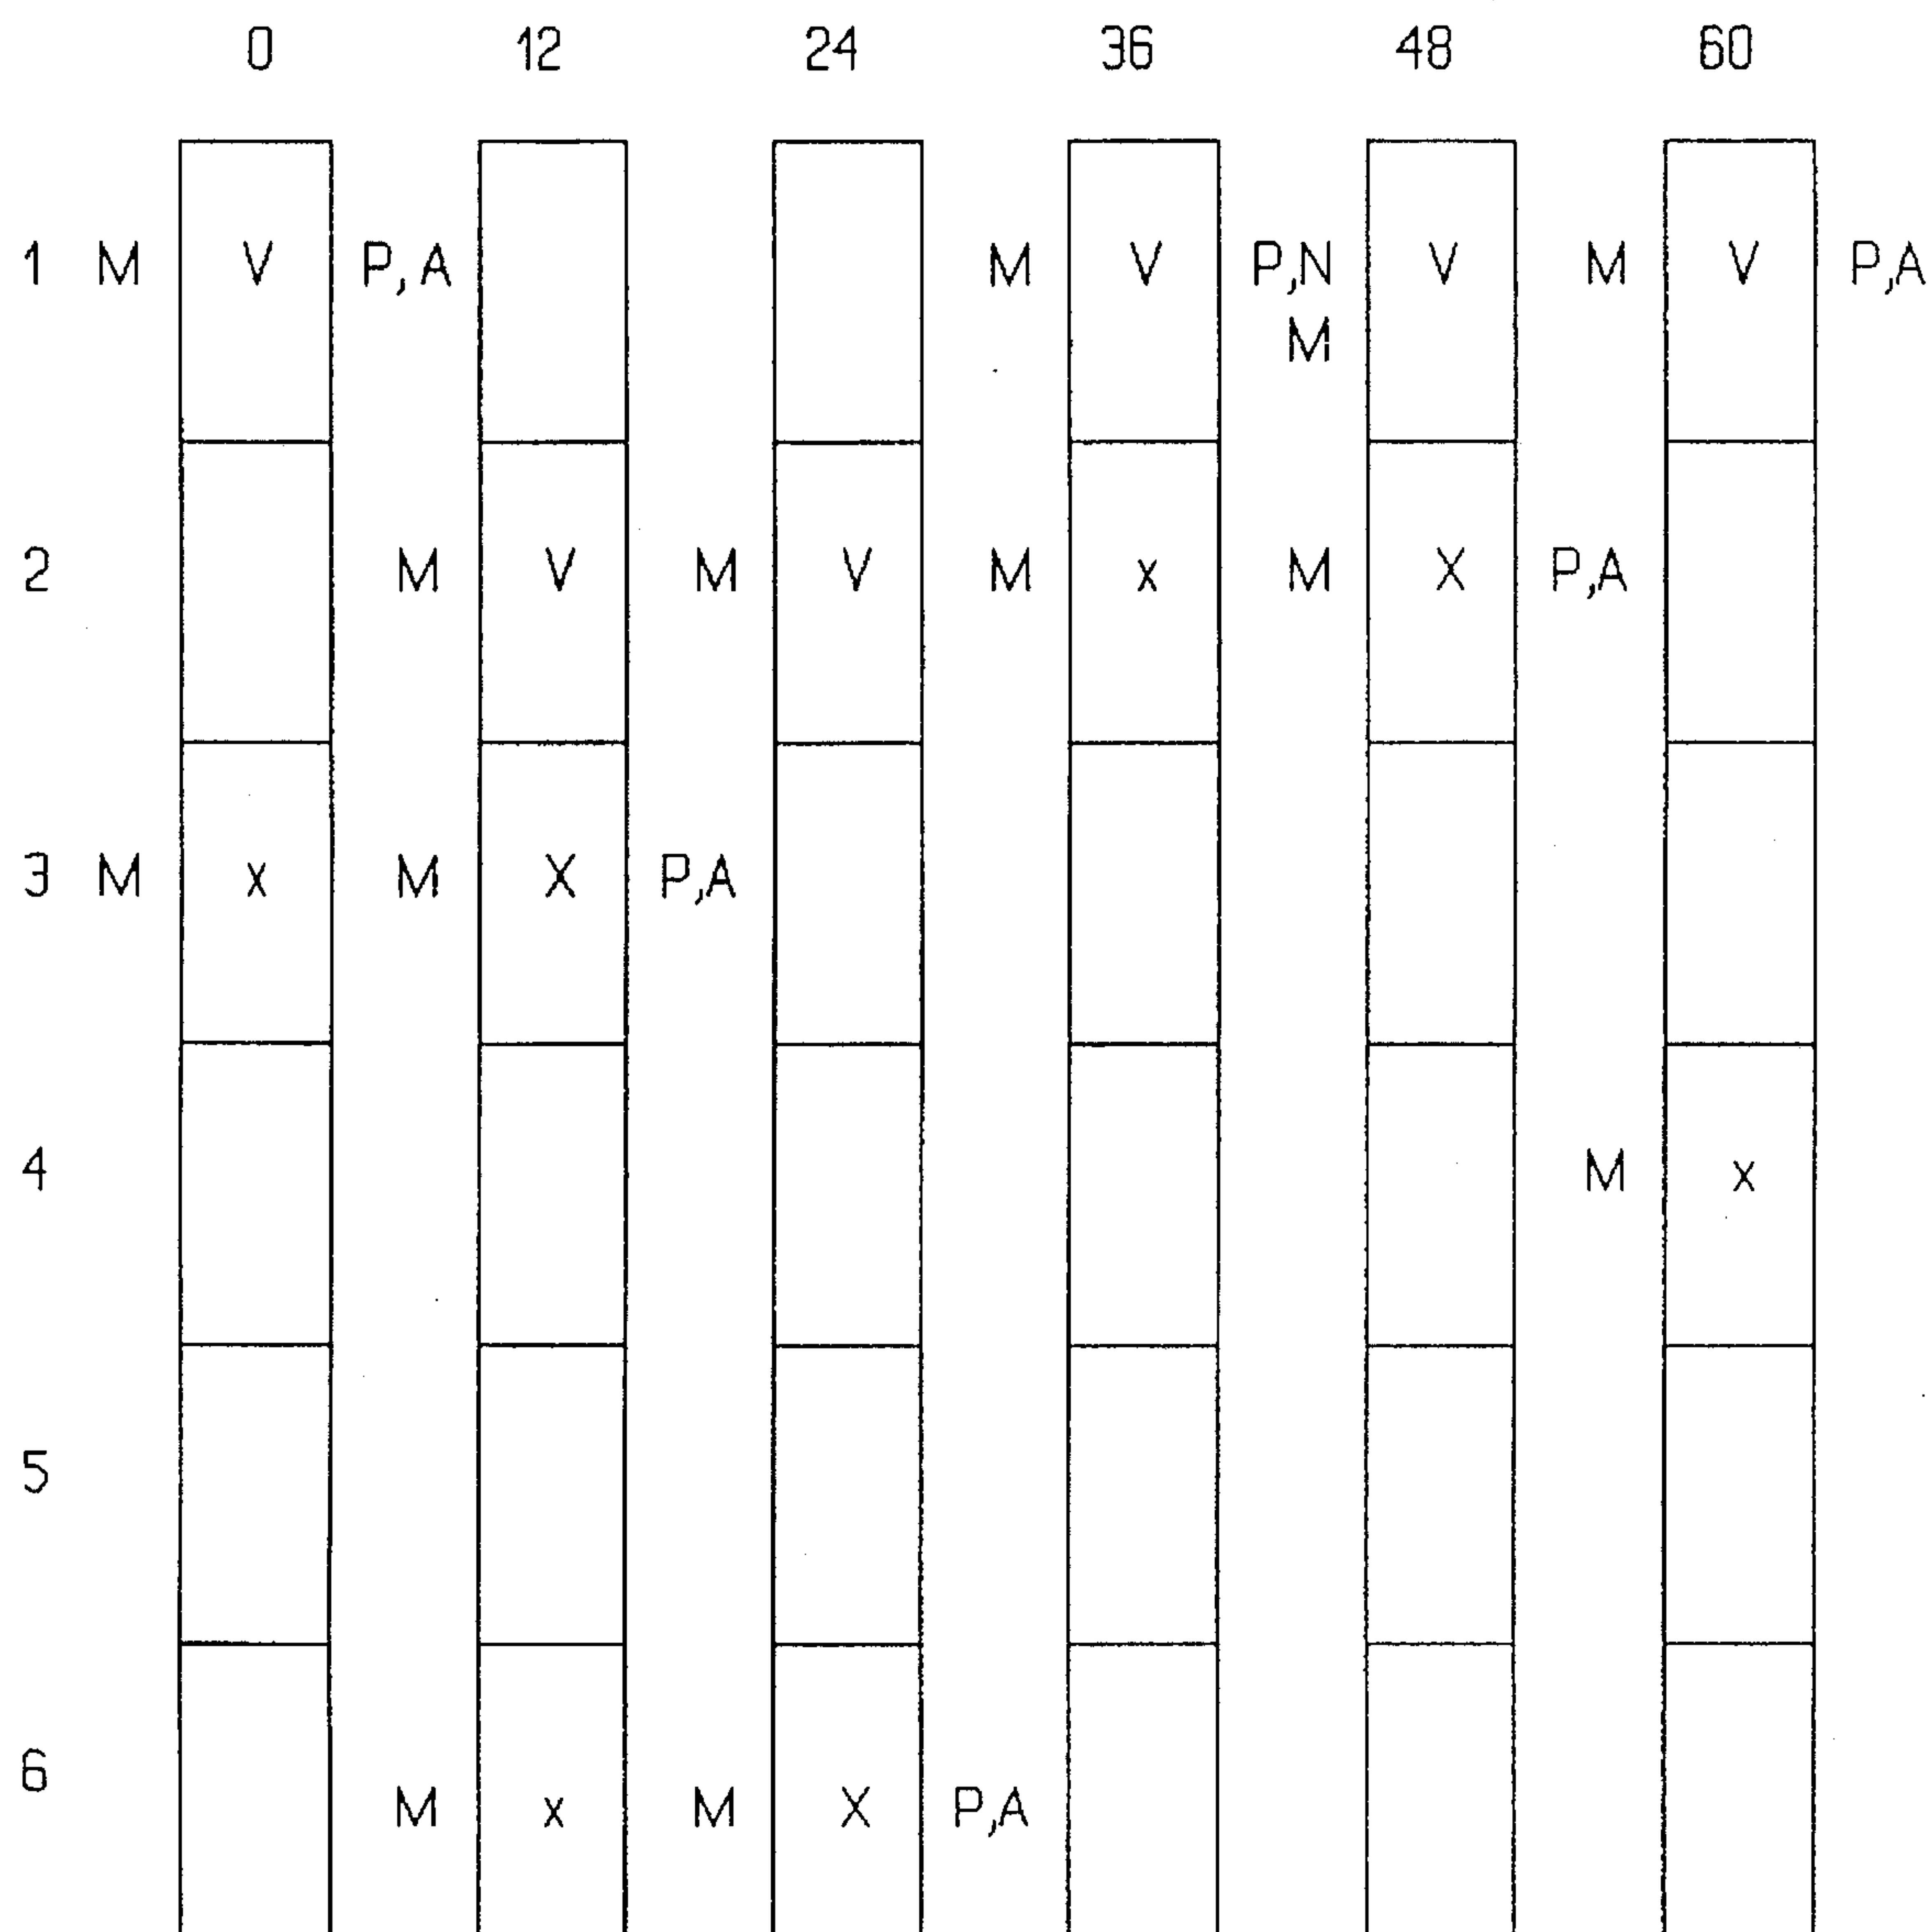 0 12 24 36 48 60
1 M V P, A M V P,N V M V P,A
M
2 M V M V M x M X P,A
3 M x M X P,A
4 M x
5
6
M x M X P,A